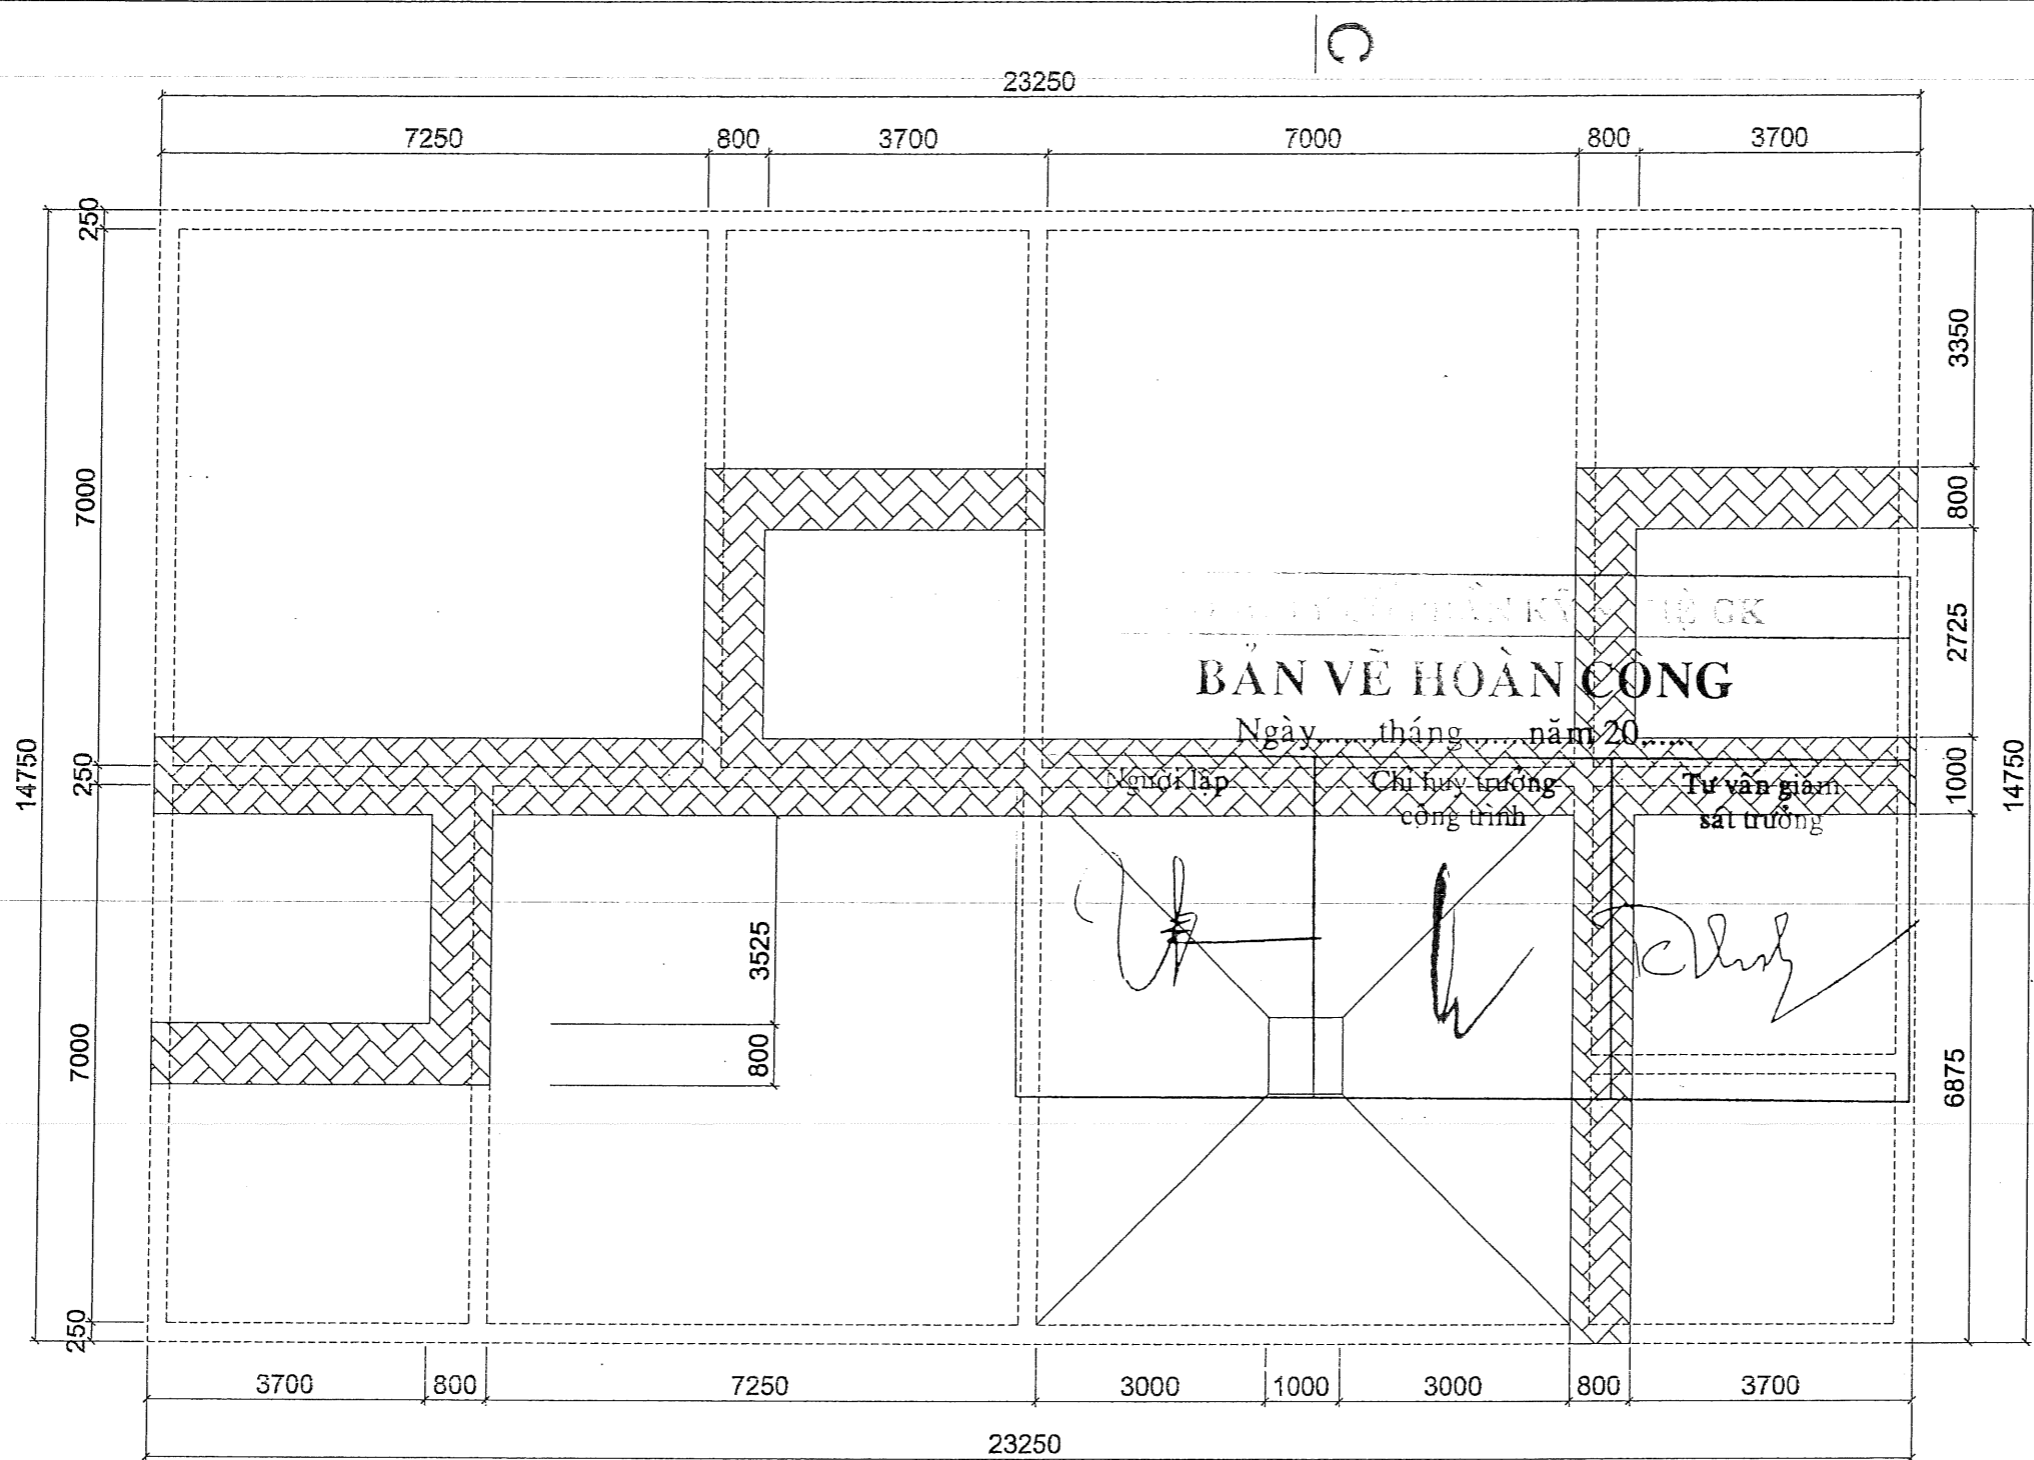 C
23250
7250 800 3700 7000 800 3700
250
3350
7000
800
KỸ
GK
2725
BẢN VẼ HOÀN CÔNG
Ngày.......tháng.......năm 20......
14750
250
1000
14750
Người lập Chỉ huy trưởng Tư vấn giám
công trình sát trưởng
3525
800
7000
6875
250
3700 800 7250 3000 1000 3000 800 3700
23250